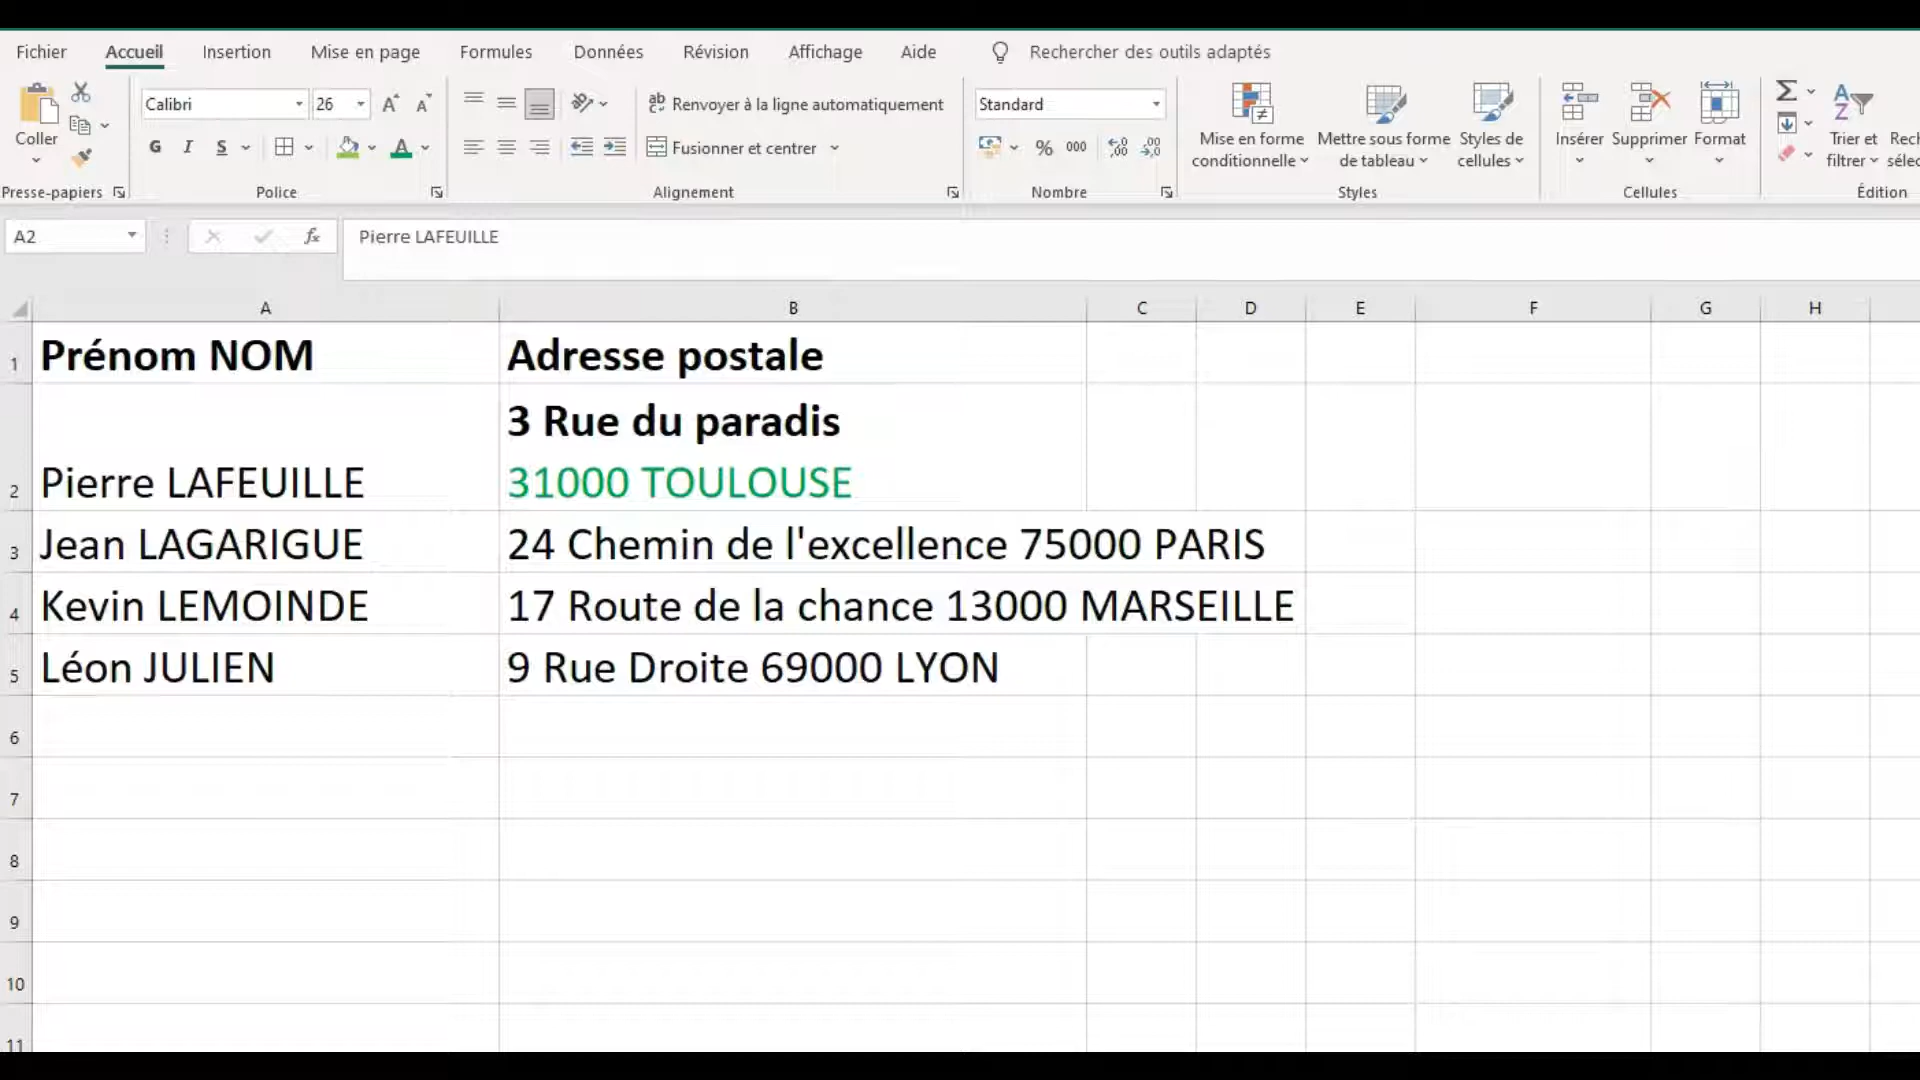 Fichier Accueil Insertion Mise en page Formules Données Révision Affichage Aide Rechercher des outils adaptés
Calibri 26 Renvoyer à la ligne automatiquement Standard
Coller G I S Fusionner et centrer % 000
Mise en forme conditionnelle
Mettre sous forme de tableau
Styles de cellules
Insérer Supprimer Format
Trier et filtrer
Presse-papiers Police Alignement Nombre Styles Cellules Édition
A2 fx Pierre LAFEUILLE
A B C D E F G H
1 Prénom NOM Adresse postale
3 Rue du paradis
2 Pierre LAFEUILLE 31000 TOULOUSE
3 Jean LAGARIGUE 24 Chemin de l'excellence 75000 PARIS
4 Kevin LEMOINDE 17 Route de la chance 13000 MARSEILLE
5 Léon JULIEN 9 Rue Droite 69000 LYON
6
7
8
9
10
11